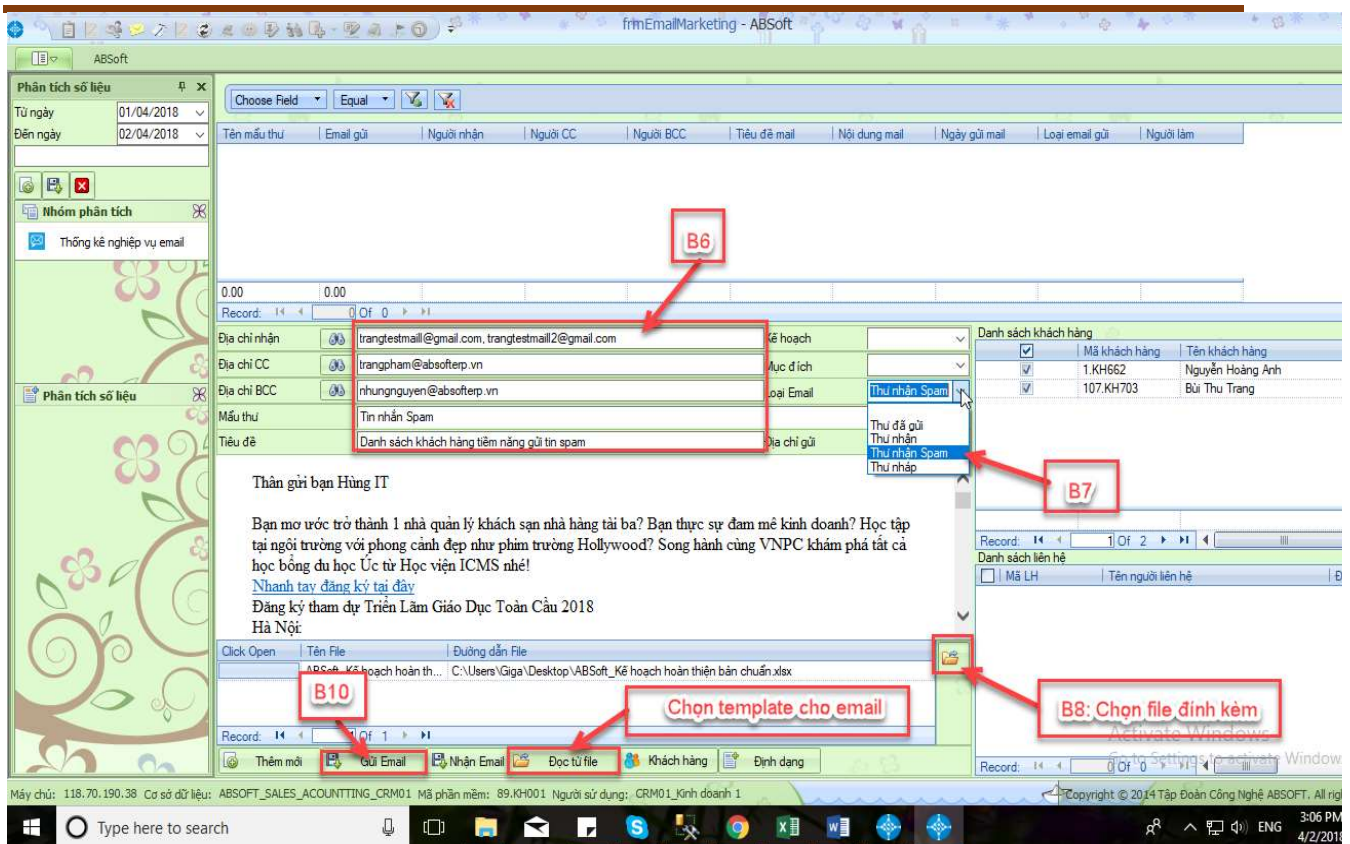 frmEmailMarketing - ABSoft
ABSoft
Phân tích số liệu
Từ ngày 01/04/2018
Đến ngày 02/04/2018
Nhóm phân tích
Thống kê nghiệp vụ email
Phân tích số liệu
Choose Field Equal
Tên mẫu thư Email gửi Người nhận Người CC Người BCC Tiêu đề mail Nội dung mail Ngày gửi mail Loại email gửi Người làm
B6
0.00 0.00
Record: 0 Of 0
Địa chỉ nhận trangtestmaill@gmail.com, trangtestmaill2@gmail.com Kế hoạch
Địa chỉ CC trangpham@absofterp.vn Mục đích
Địa chỉ BCC nhungnguyen@absofterp.vn Loại Email Thư nhận Spam
Mẫu thư Tin nhắn Spam
Tiêu đề Danh sách khách hàng tiềm năng gửi tin spam Địa chỉ gửi
Thư đã gửi
Thư nhận
Thư nhận Spam
Thư nháp
B7
Danh sách khách hàng
Mã khách hàng Tên khách hàng
1.KH662 Nguyễn Hoàng Anh
107.KH703 Bùi Thu Trang
Record: 1 Of 2
Danh sách liên hệ
Mã LH Tên người liên hệ Đ
Thân gửi bạn Hùng IT
Bạn mơ ước trở thành 1 nhà quản lý khách sạn nhà hàng tài ba? Bạn thực sự đam mê kinh doanh? Học tập
tại ngôi trường với phong cảnh đẹp như phim trường Hollywood? Song hành cùng VNPC khám phá tất cả
học bổng du học Úc từ Học viện ICMS nhé!
Nhanh tay đăng ký tại đây
Đăng ký tham dự Triển Lãm Giáo Dục Toàn Cầu 2018
Hà Nội:
Click Open Tên File Đường dẫn File
ABSoft_Kế hoạch hoàn th... C:\Users\Giga\Desktop\ABSoft_Kế hoạch hoàn thiện bản chuẩn.xlsx
B10
Chọn template cho email
B8: Chọn file đính kèm
Record: Of 1
Thêm mới Gửi Email Nhận Email Đọc từ file Khách hàng Định dạng
Activate Windows
Go to Settings to activate Window
Record: 0 Of 0
Máy chủ: 118.70.190.38 Cơ sở dữ liệu: ABSOFT_SALES_ACOUNTTING_CRM01 Mã phần mềm: 89.KH001 Người sử dụng: CRM01_Kinh doanh 1 Copyright © 2014 Tập Đoàn Công Nghệ ABSOFT. All rig
Type here to search
ENG
3:06 PM
4/2/2018